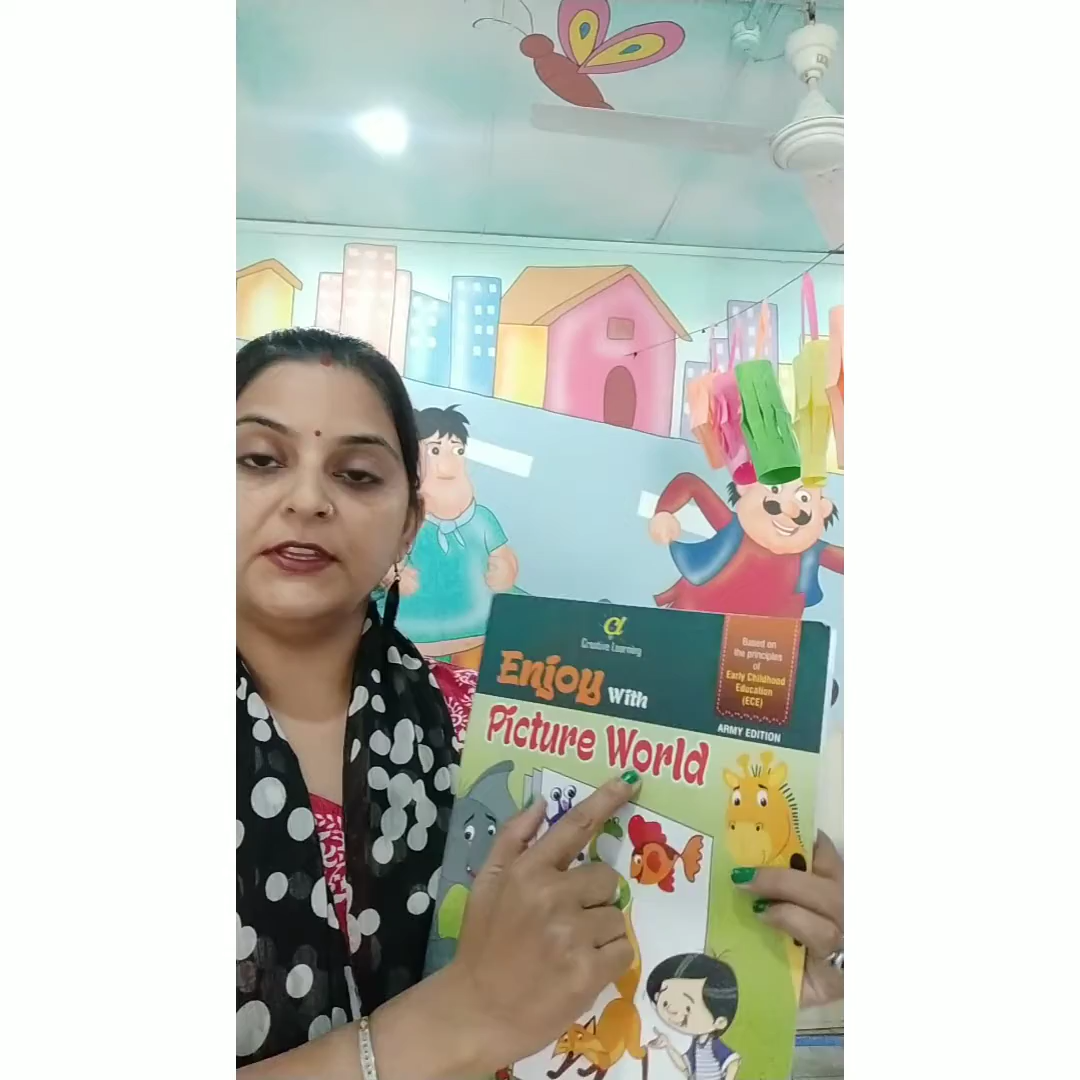 Creative Learning
Enjoy with
Picture World
Based on
the principles
of
Early Childhood
Education
(ECE)
ARMY EDITION